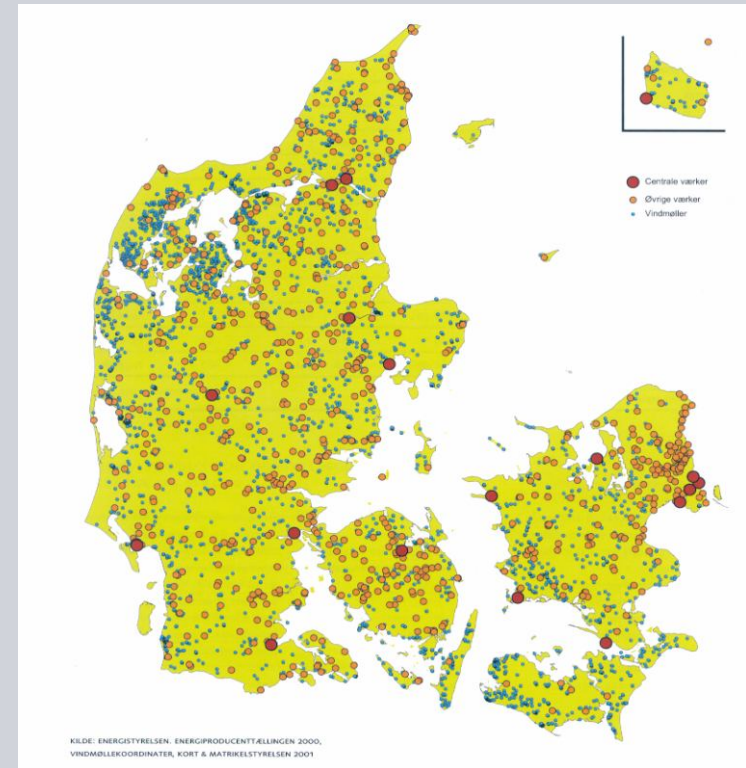 Centrale værker
Øvrige værker
Vindmøller
KILDE: ENERGISTYRELSEN. ENERGIPRODUCENTTÆLLINGEN 2000,
VINDMØLLEKOORDINATER, KORT & MATRIKELSTYRELSEN 2001